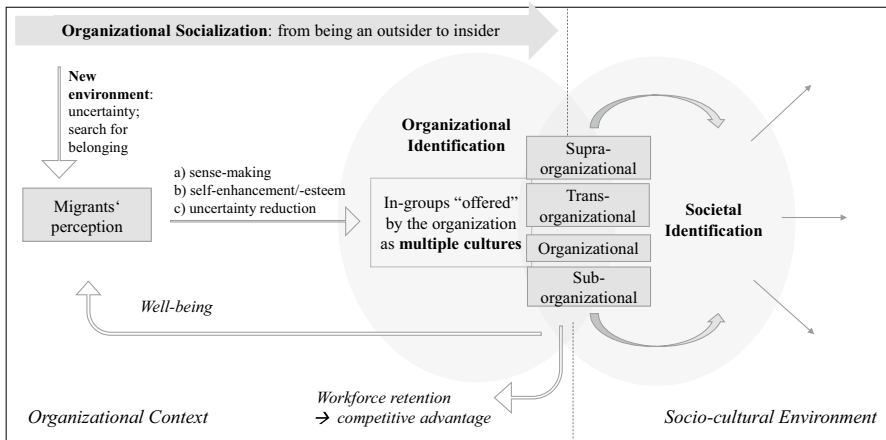 Organizational Socialization: from being an outsider to insider
New
environment:
uncertainty;
search for
belonging
Migrants‘
perception
a) sense-making
b) self-enhancement/-esteem
c) uncertainty reduction
Organizational
Identification
In-groups “offered”
by the organization
as multiple cultures
Supra-
organizational
Trans-
organizational
Organizational
Sub-
organizational
Societal
Identification
Well-being
Workforce retention
→ competitive advantage
Organizational Context
Socio-cultural Environment